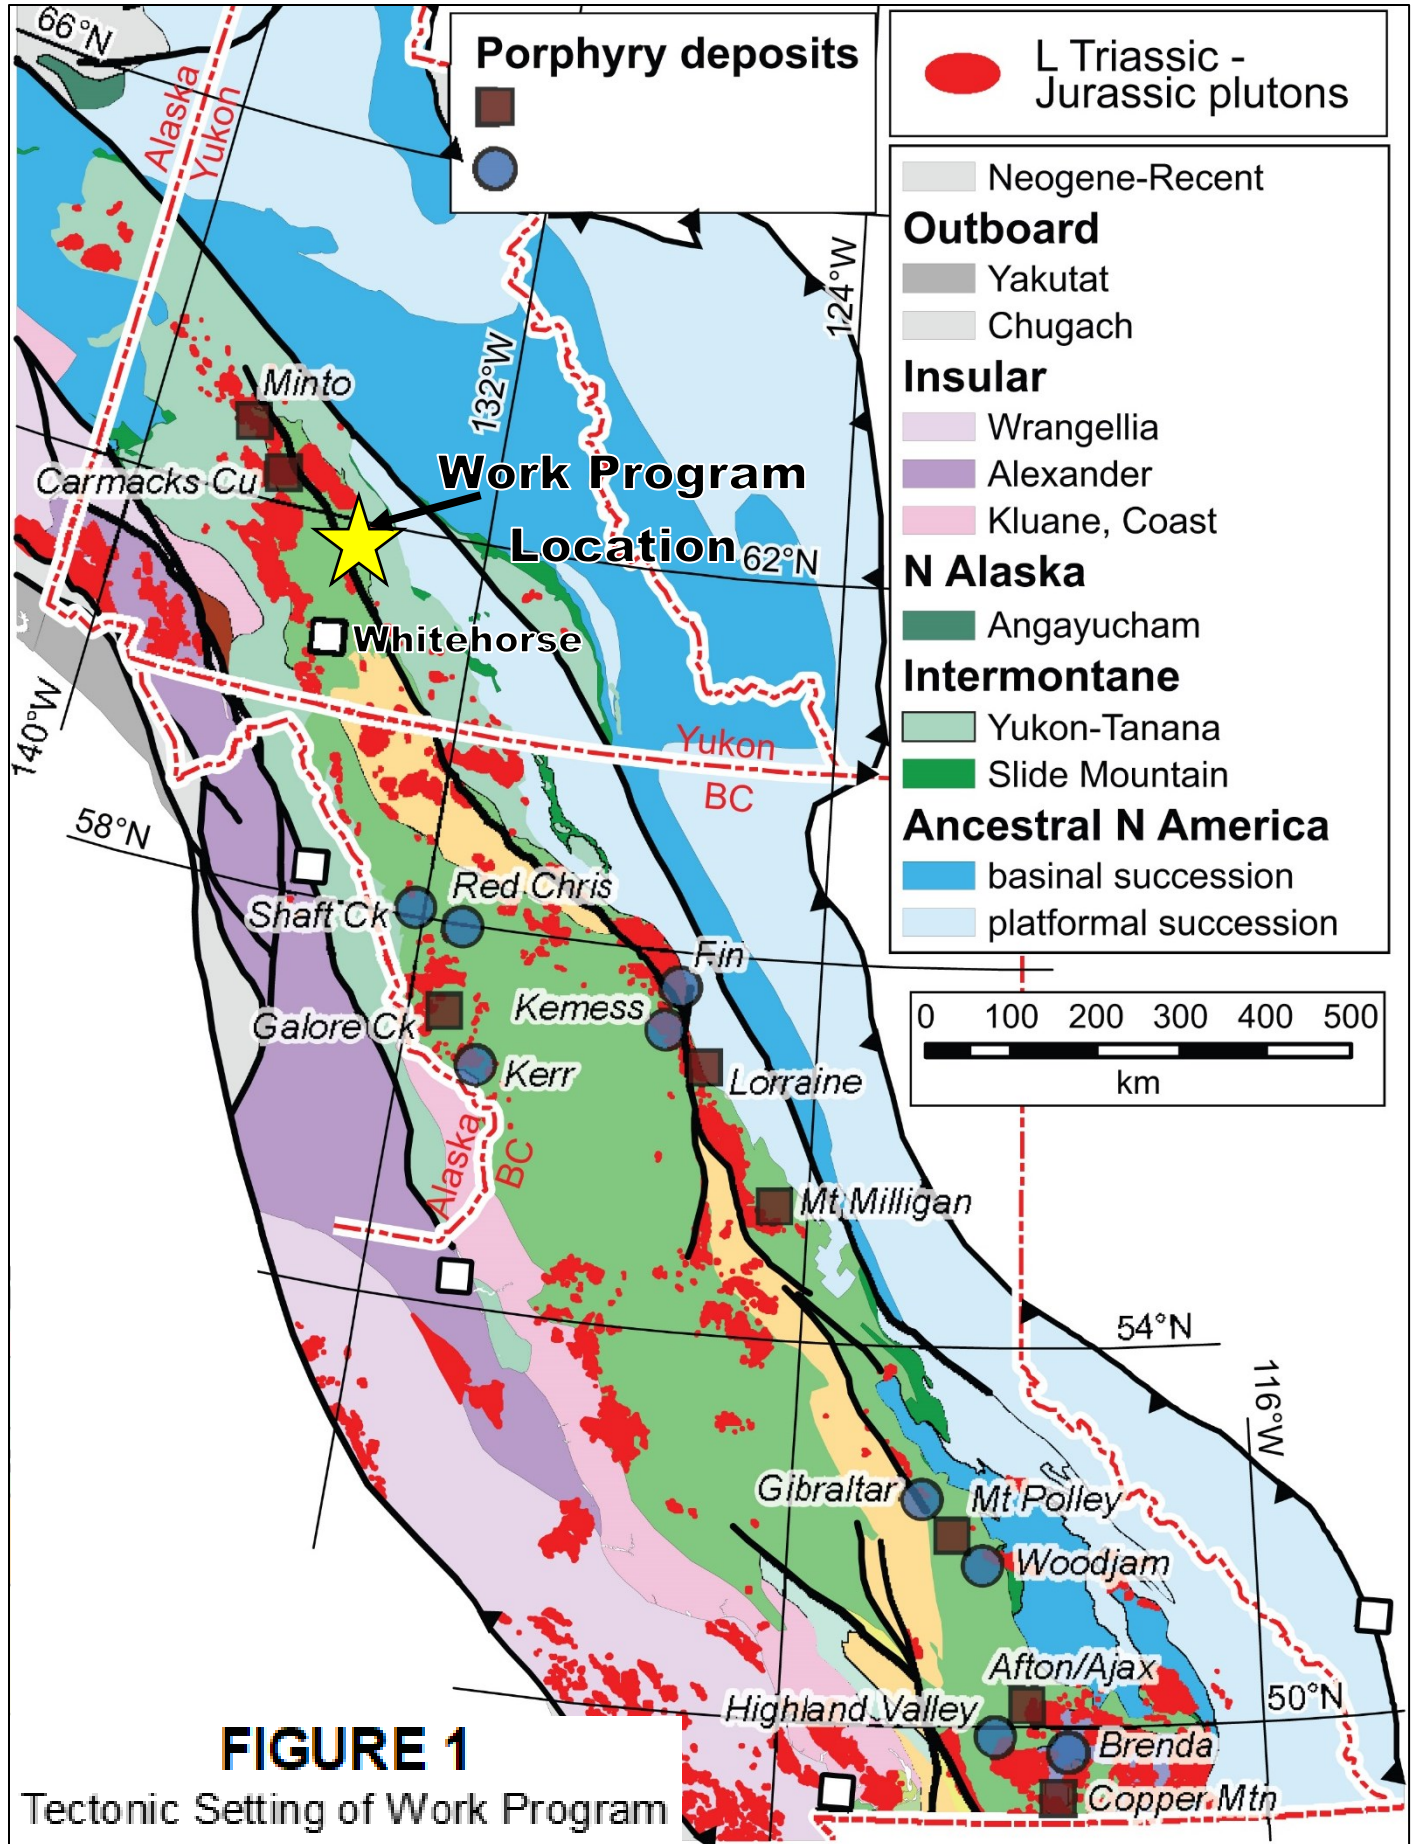 66°N
Alaska
Yukon
Porphyry deposits
L Triassic -
Jurassic plutons
Neogene-Recent
Outboard
Yakutat
Chugach
Insular
Wrangellia
Alexander
Kluane, Coast
N Alaska
Angayucham
Intermontane
Yukon-Tanana
Slide Mountain
Ancestral N America
basinal succession
platformal succession
0 100 200 300 400 500
km
124°W
132°W
Minto
Carmacks Cu
Work Program
Location
62°N
Whitehorse
140°W
Yukon
BC
58°N
Red Chris
Shaft Ck
Fin
Kemess
Galore Ck
Kerr
Lorraine
Alaska
BC
Mt Milligan
54°N
116°W
Gibraltar
Mt Polley
Woodjam
Afton/Ajax
50°N
Highland Valley
Brenda
Copper Mtn
FIGURE 1
Tectonic Setting of Work Program